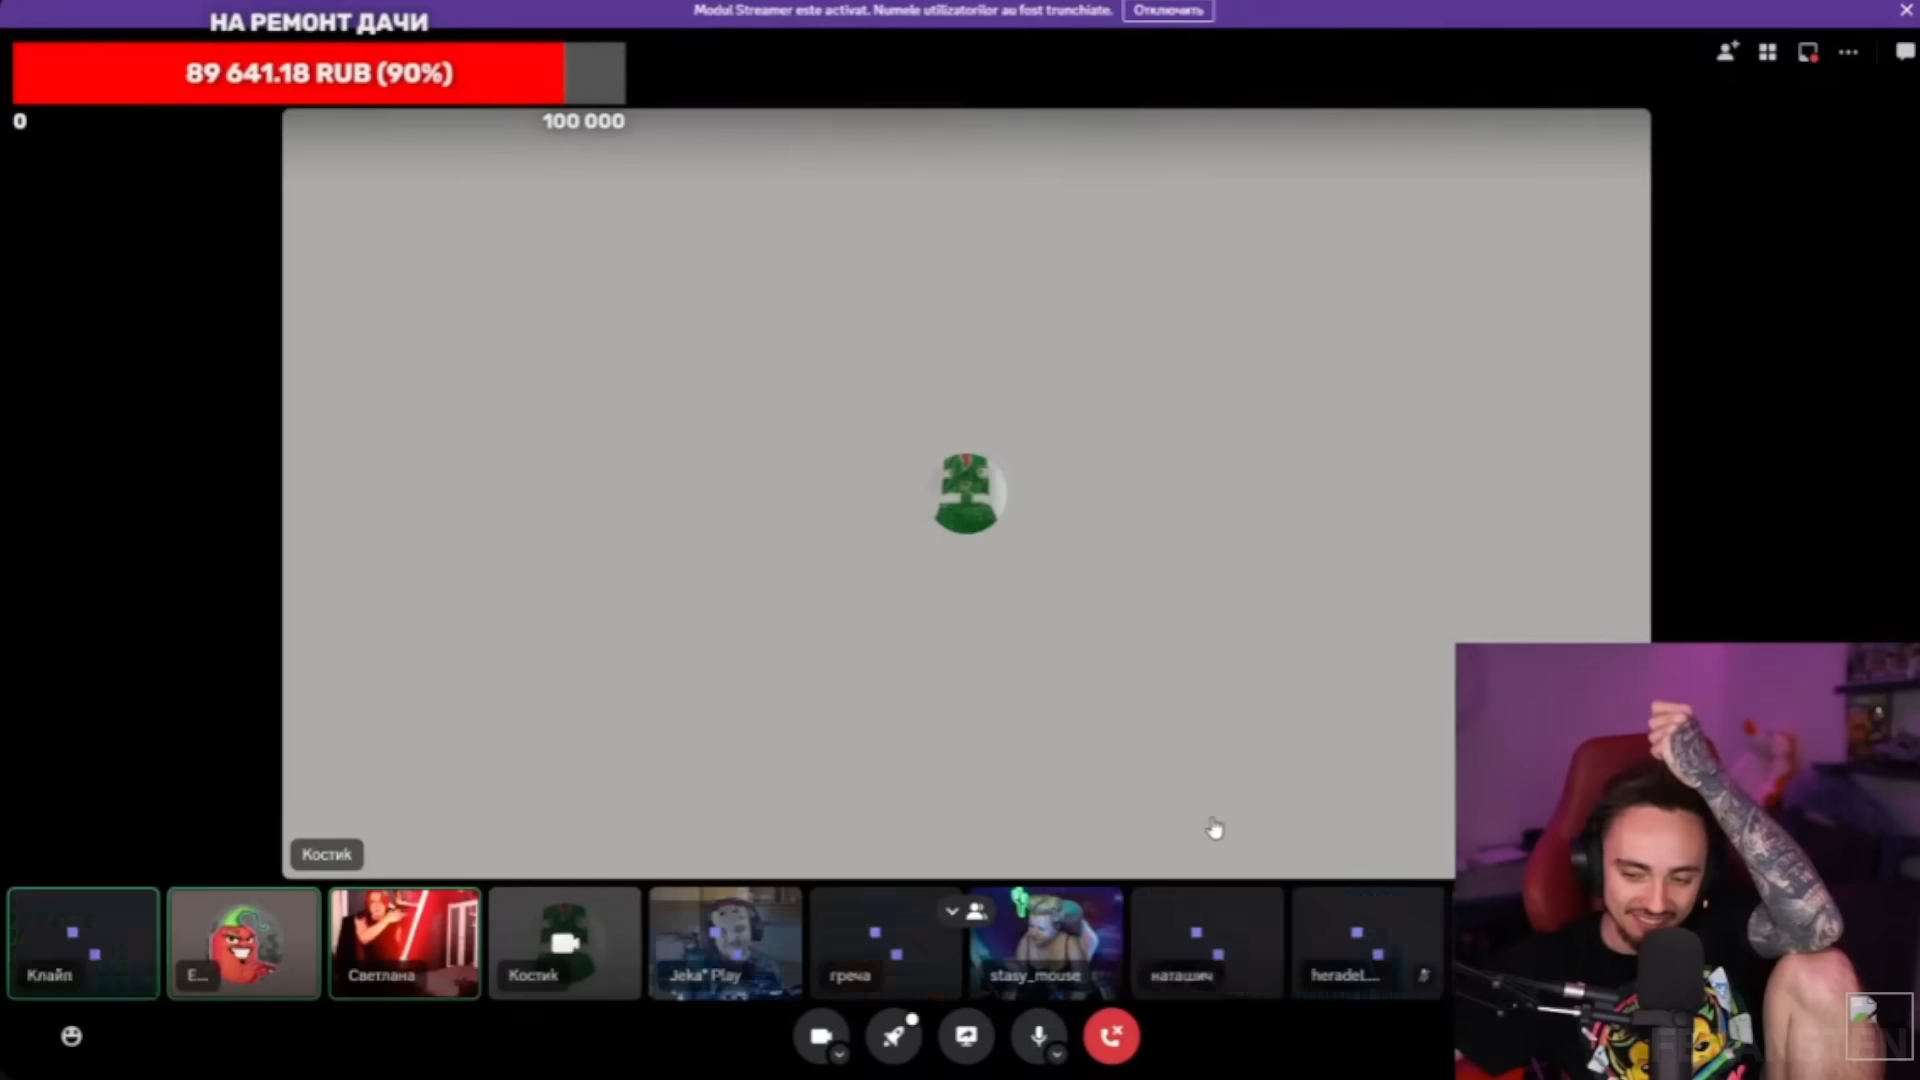 Modul Streamer este activat. Numele utilizatorilor au fost trunchiate. Отключить
НА РЕМОНТ ДАЧИ
89 641.18 RUB (90%)
0 100 000
Костик
Клайп Е... Светлана Костик Jeka* Play греча stasy_mouse наташич heradel....